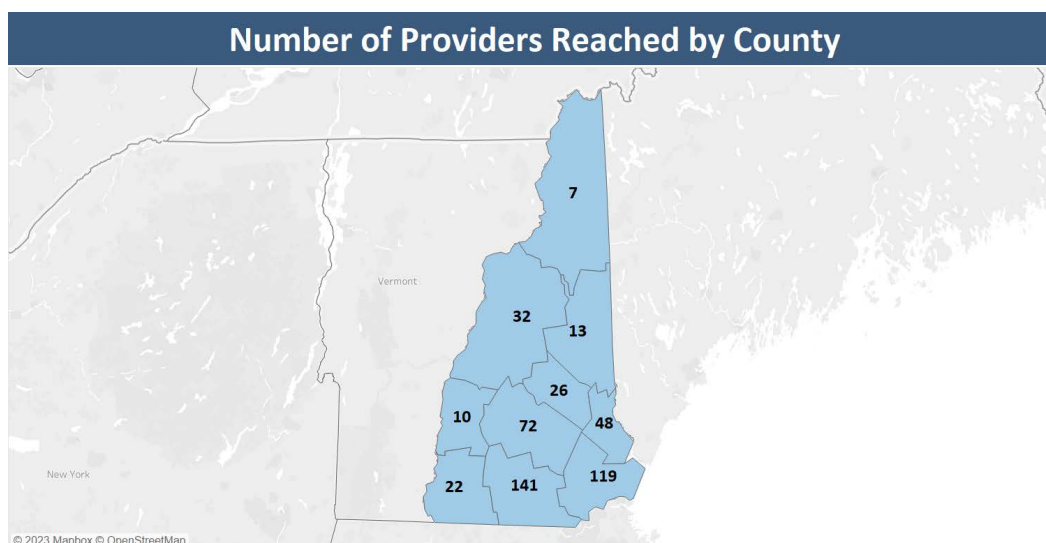 Number of Providers Reached by County
7
Vermont
32
13
26
10
72
48
New York
22
141
119
© 2023 Mapbox © OpenStreetMap